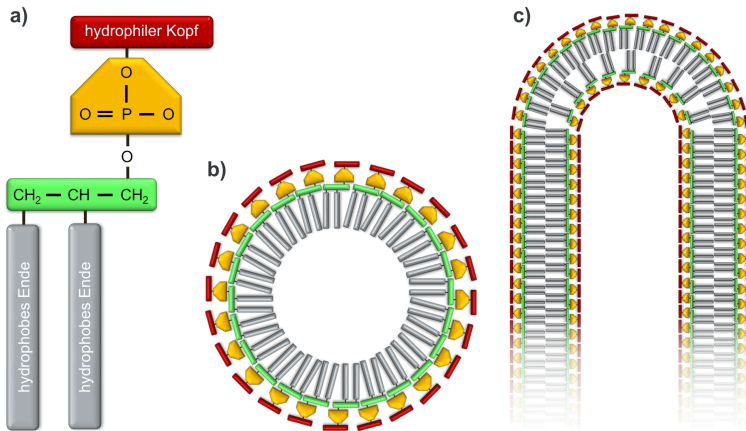 a)
hydrophiler Kopf
O
O = P — O
O
CH₂ — CH — CH₂
hydrophobes Ende
hydrophobes Ende
b)
c)